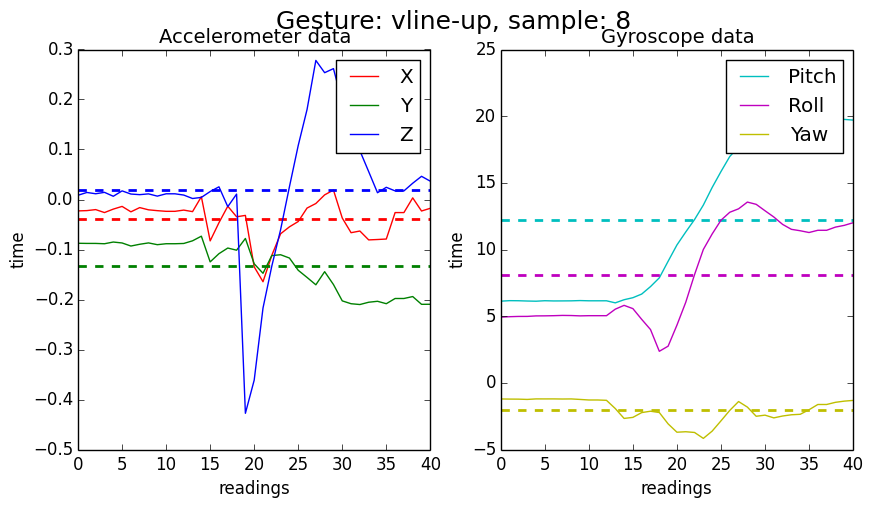 Gesture: vline-up, sample: 8
Accelerometer data
0.3
0.2
0.1
0.0
−0.1
−0.2
−0.3
−0.4
−0.5
time
0 5 10 15 20 25 30 35 40
readings
X
Y
Z
Gyroscope data
25
20
15
10
5
0
−5
time
0 5 10 15 20 25 30 35 40
readings
Pitch
Roll
Yaw